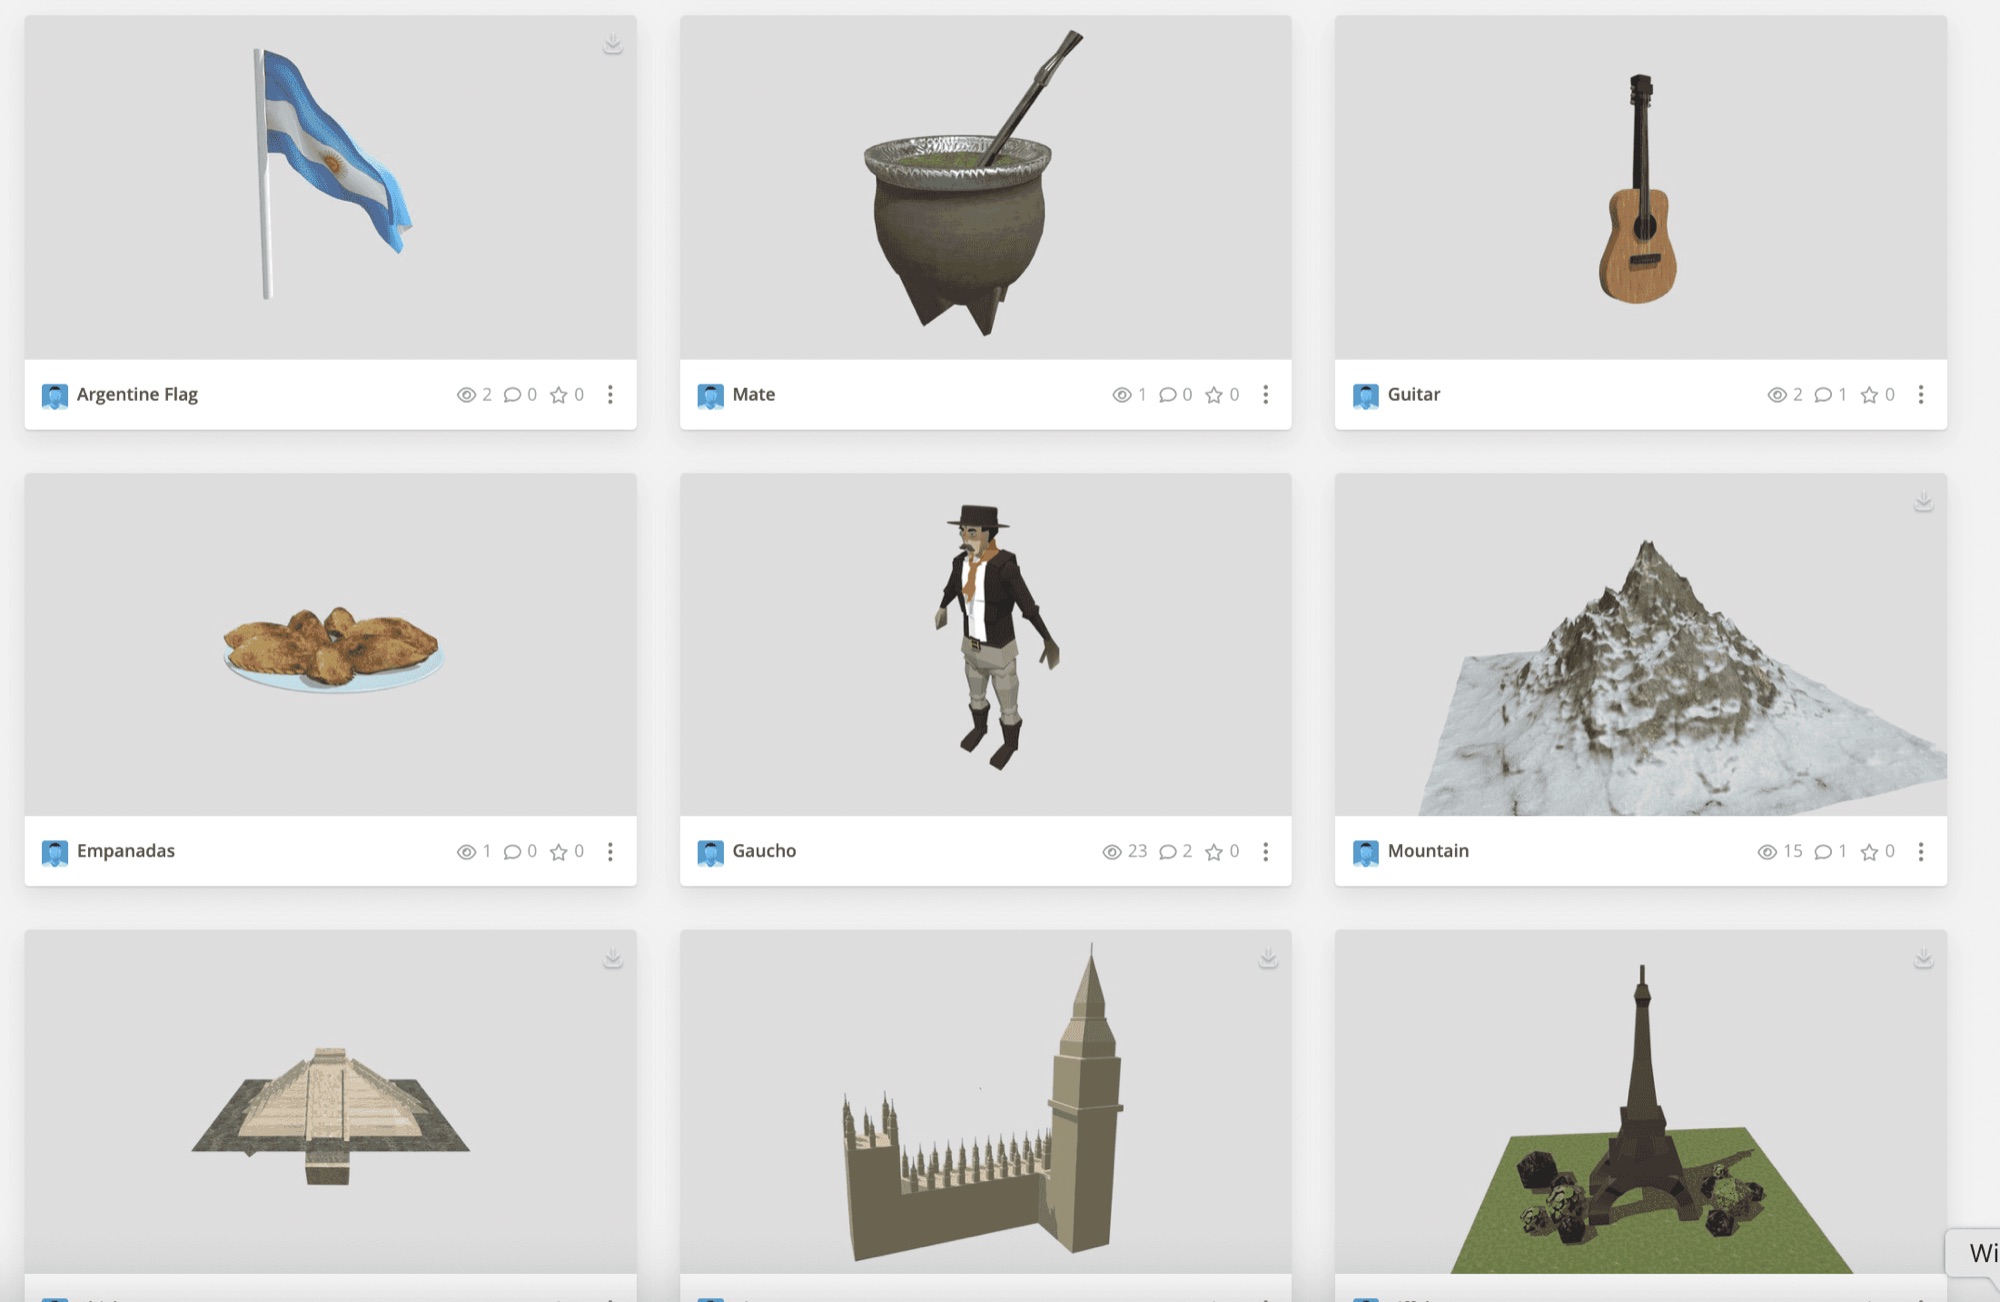 Argentine Flag 2 0 0
Mate 1 0 0
Guitar 2 1 0
Empanadas 1 0 0
Gaucho 23 2 0
Mountain 15 1 0
Wi